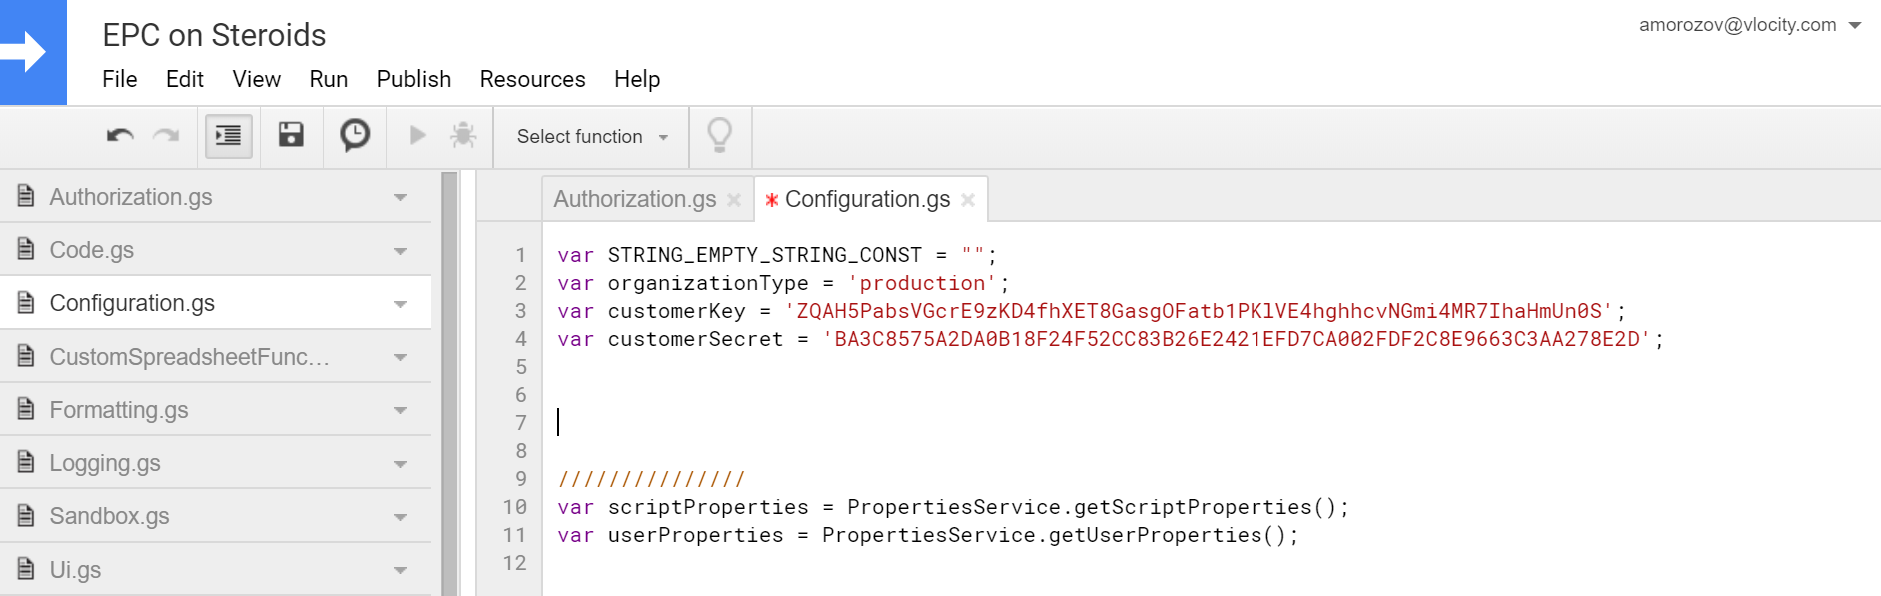 EPC on Steroids
amorozov@vlocity.com
File Edit View Run Publish Resources Help
Select function
Authorization.gs
Code.gs
Configuration.gs
CustomSpreadsheetFunc...
Formatting.gs
Logging.gs
Sandbox.gs
Ui.gs
Authorization.gs × * Configuration.gs ×
1 var STRING_EMPTY_STRING_CONST = "";
2 var organizationType = 'production';
3 var customerKey = 'ZQAH5PabsVGcrE9zKD4fhXET8GasgOFatb1PKlVE4hghhcvNGmi4MR7IhaHmUn0S';
4 var customerSecret = 'BA3C8575A2DA0B18F24F52CC83B26E2421EFD7CA002FDF2C8E9663C3AA278E2D';
5
6
7
8
9 ///////////////
10 var scriptProperties = PropertiesService.getScriptProperties();
11 var userProperties = PropertiesService.getUserProperties();
12